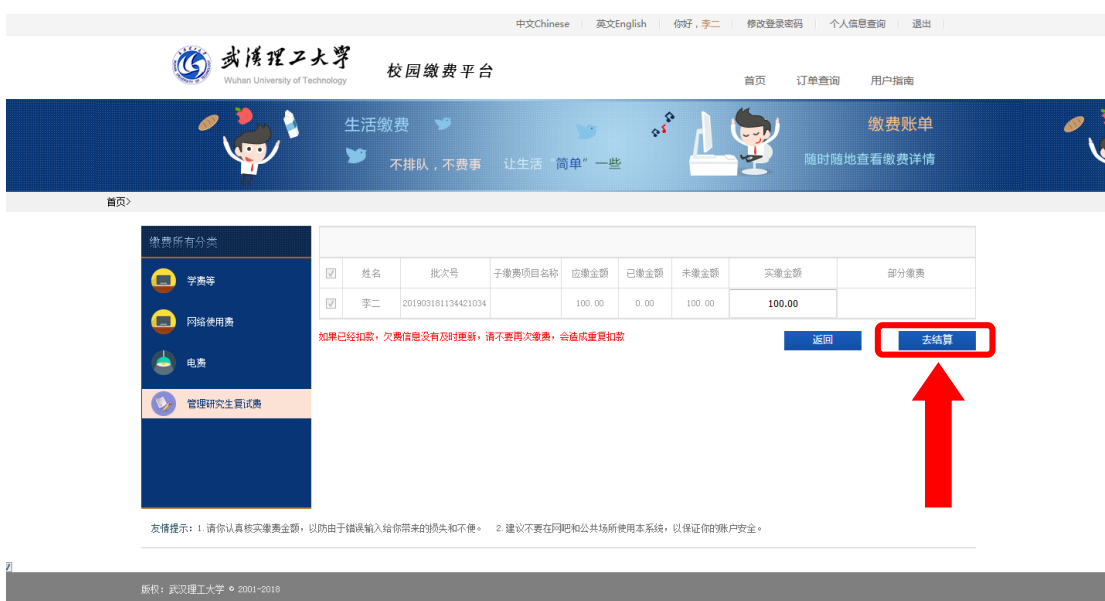 中文Chinese 英文English 你好，李二 修改登录密码 个人信息查询 退出
武汉理工大学
Wuhan University of Technology
校园缴费平台
首页 订单查询 用户指南
生活缴费
不排队，不费事 让生活“简单”一些
缴费账单
随时随地查看缴费详情
首页>
缴费所有分类
学费等
网络使用费
电费
管理研究生复试费
姓名 批次号 子缴费项目名称 应缴金额 已缴金额 未缴金额 实缴金额 部分缴费
李二 201903181134421034 100.00 0.00 100.00 100.00
如果已经扣款，欠费信息没有及时更新，请不要再次缴费，会造成重复扣款
返回 去结算
友情提示：1.请你认真核实缴费金额，以防由于错误输入给你带来的损失和不便。 2.建议不要在网吧和公共场所使用本系统，以保证你的账户安全。
版权：武汉理工大学 © 2001-2018